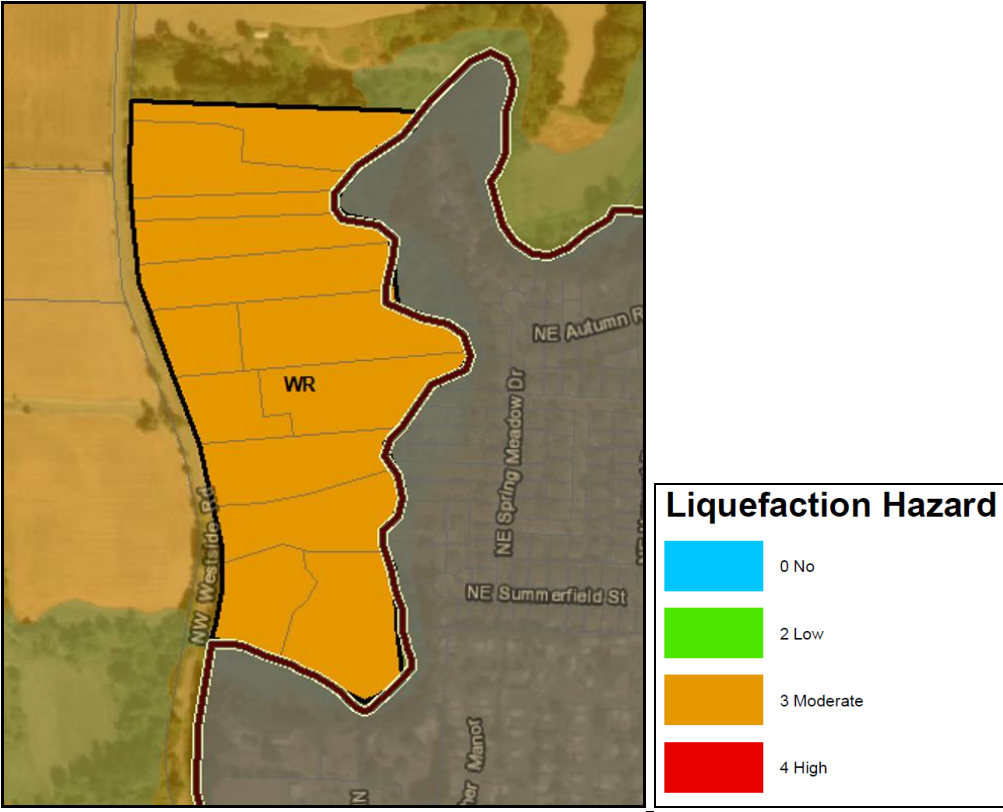 NE Autumn R
WR
NE Spring Meadow Dr
NW Westside Rd
NE Summerfield St
her Manor
Liquefaction Hazard
0 No
2 Low
3 Moderate
4 High